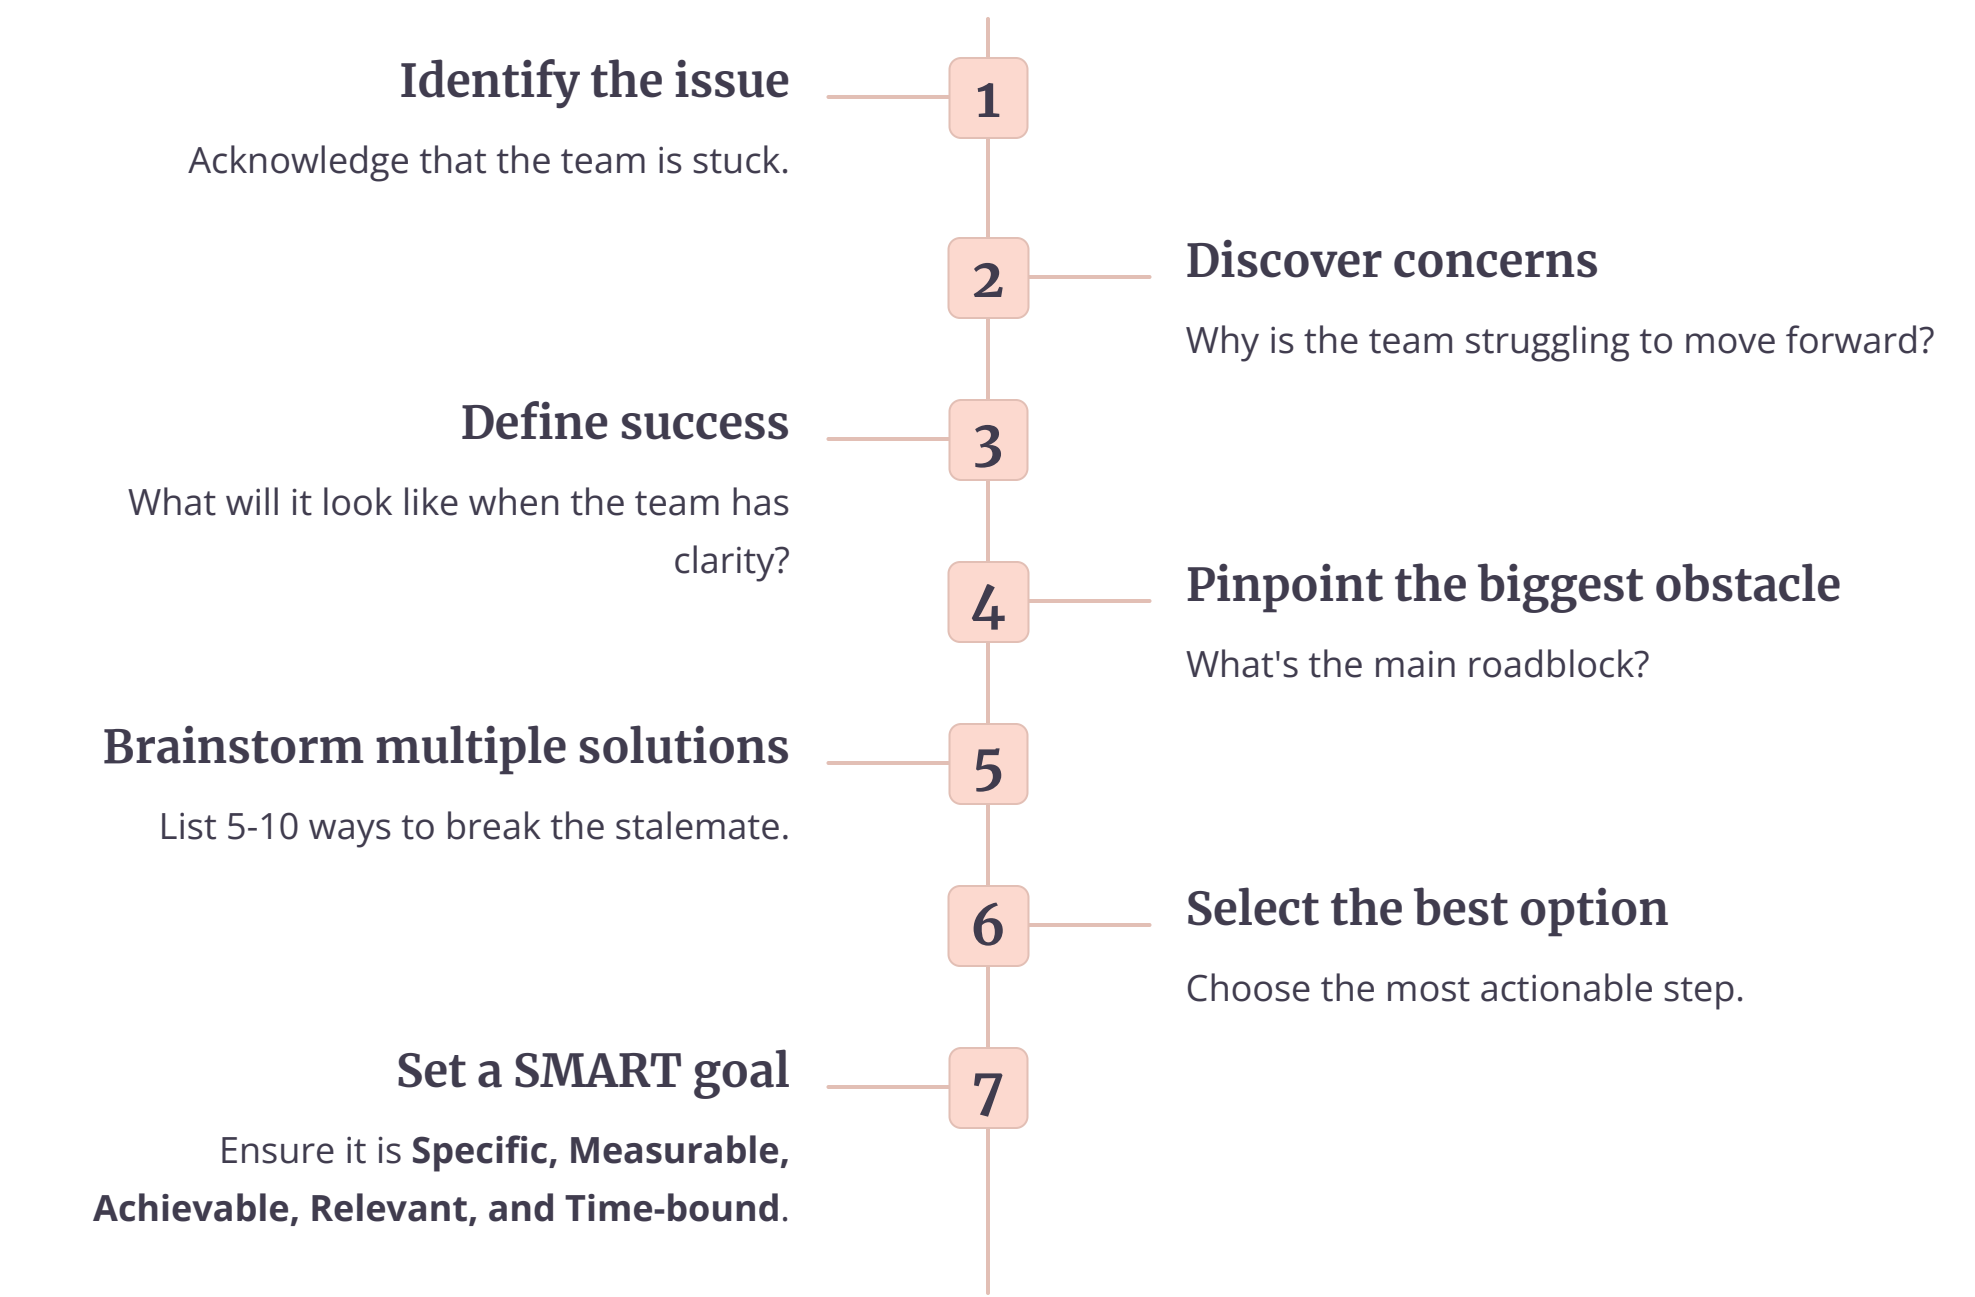 1
Identify the issue
Acknowledge that the team is stuck.
2
Discover concerns
Why is the team struggling to move forward?
3
Define success
What will it look like when the team has
clarity?
4
Pinpoint the biggest obstacle
What's the main roadblock?
5
Brainstorm multiple solutions
List 5-10 ways to break the stalemate.
6
Select the best option
Choose the most actionable step.
7
Set a SMART goal
Ensure it is Specific, Measurable,
Achievable, Relevant, and Time-bound.